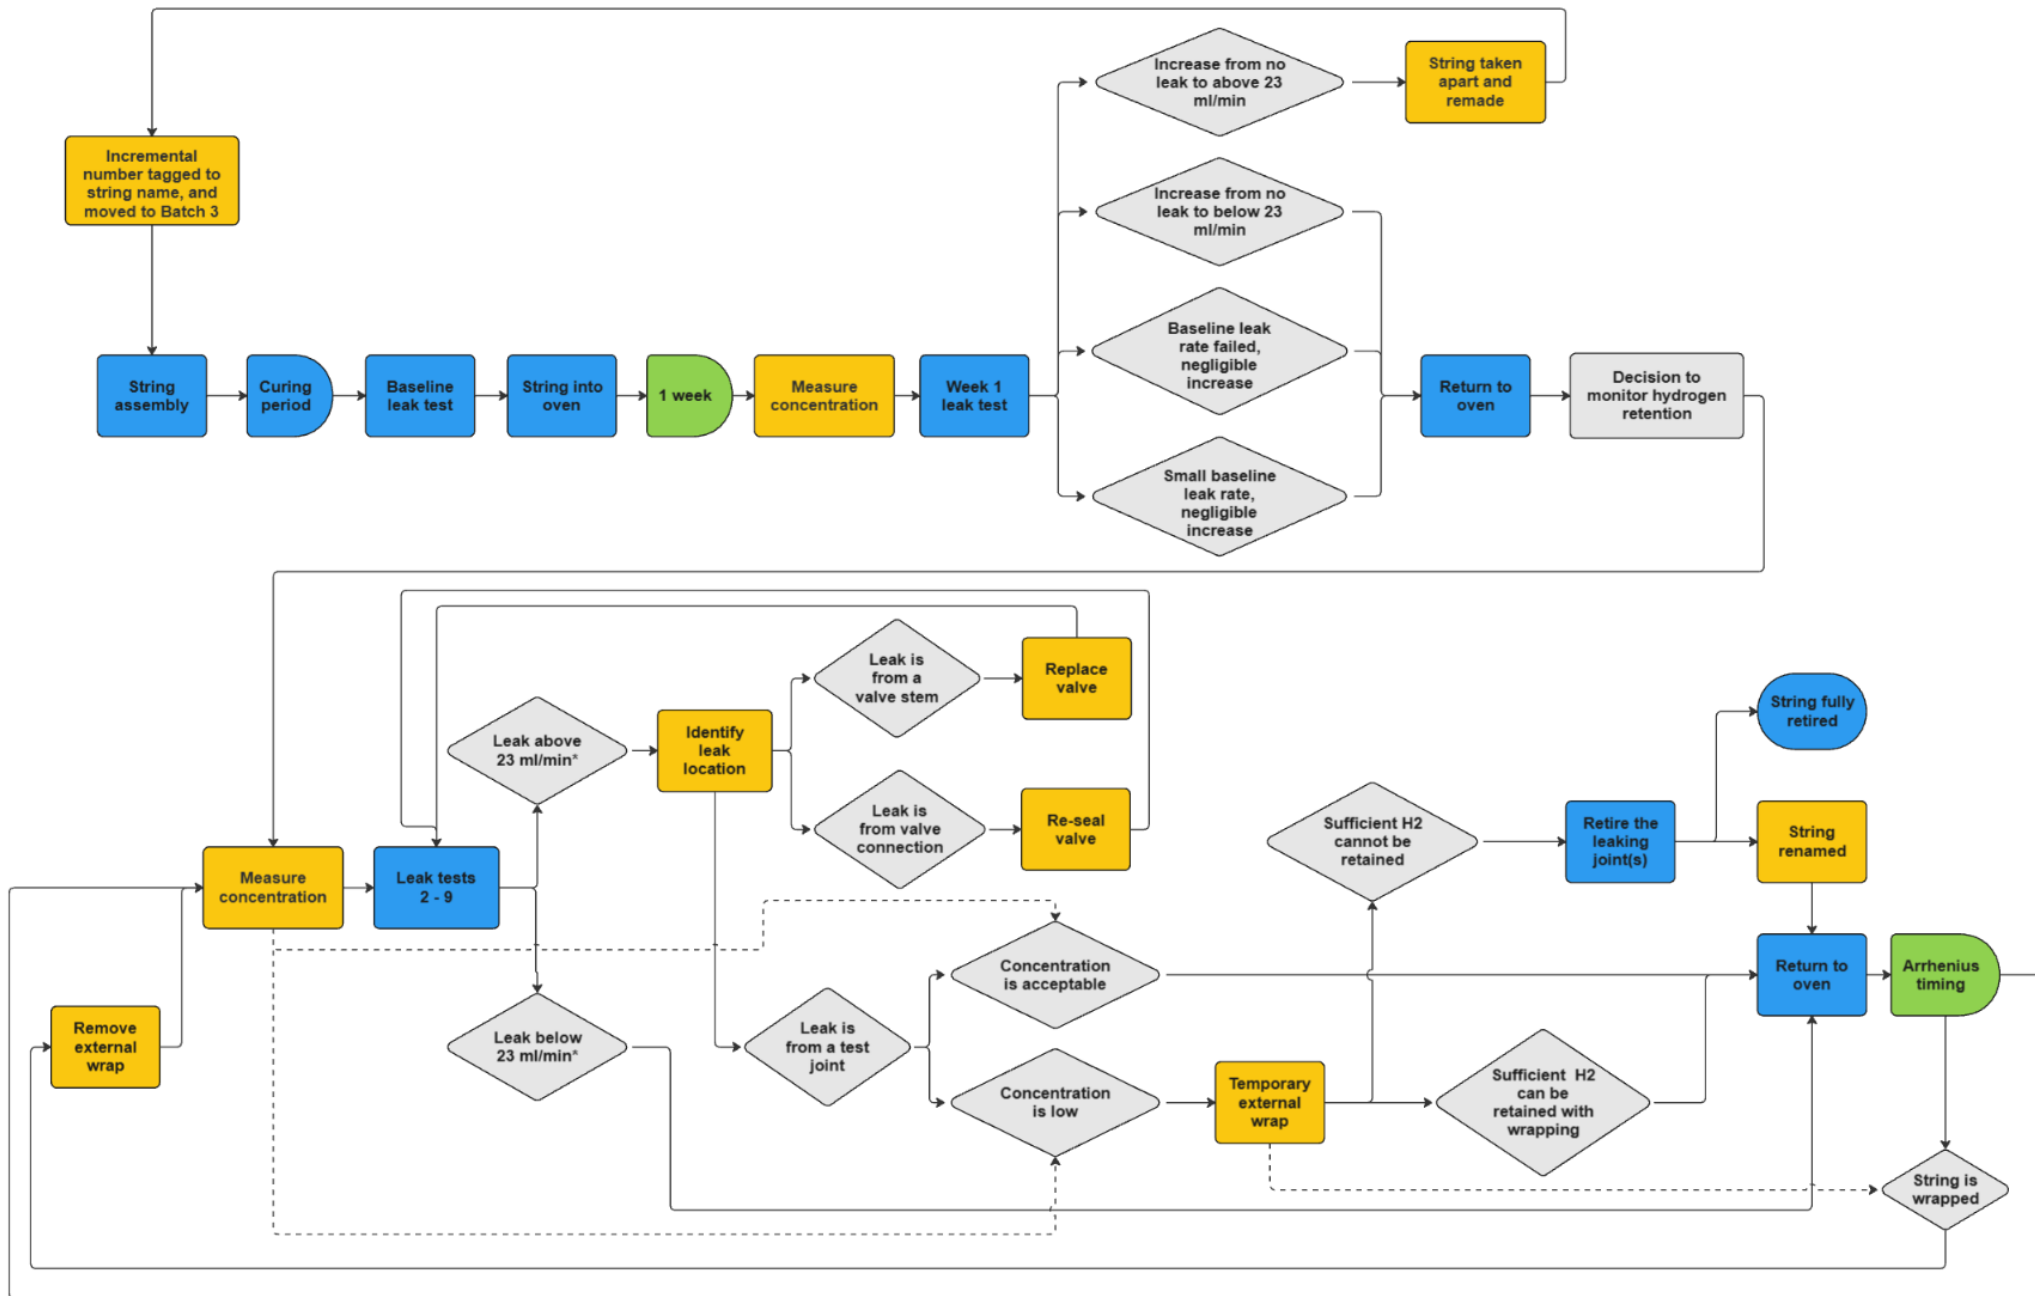 Increase from no
leak to above 23
ml/min
String taken
apart and
remade
Incremental
number tagged to
string name, and
moved to Batch 3
Increase from no
leak to below 23
ml/min
Baseline leak
rate failed,
negligible
increase
Small baseline
leak rate,
negligible
increase
String
assembly
Curing
period
Baseline
leak test
String into
oven
1 week
Measure
concentration
Week 1
leak test
Return to
oven
Decision to
monitor hydrogen
retention
Leak is
from a
valve stem
Replace
valve
Leak above
23 ml/min*
Identify
leak
location
Leak is
from valve
connection
Re-seal
valve
String fully
retired
Sufficient H2
cannot be
retained
Retire the
leaking
joint(s)
String
renamed
Measure
concentration
Leak tests
2 - 9
Concentration
is acceptable
Return to
oven
Arrhenius
timing
Remove
external
wrap
Leak below
23 ml/min*
Leak is
from a test
joint
Concentration
is low
Temporary
external
wrap
Sufficient H2
can be
retained with
wrapping
String is
wrapped